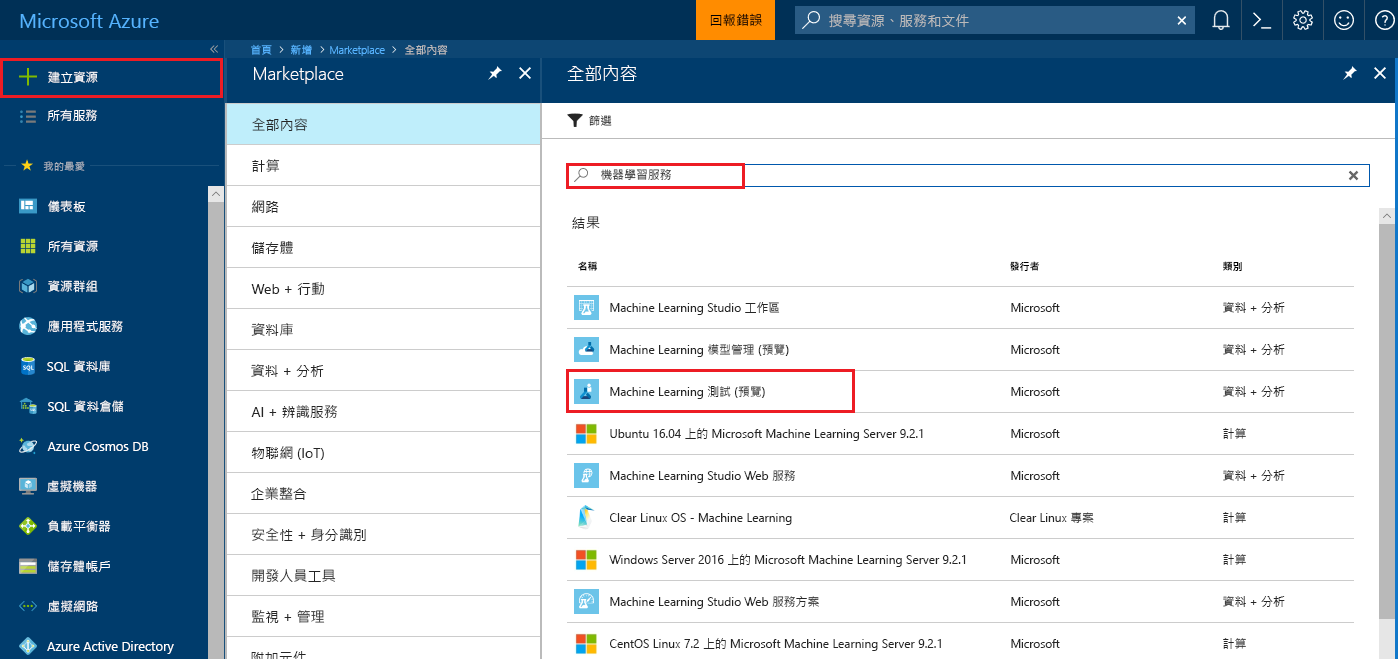 Microsoft Azure
回報錯誤
搜尋資源、服務和文件
首頁 > 新增 > Marketplace > 全部內容
建立資源
所有服務
我的最愛
儀表板
所有資源
資源群組
應用程式服務
SQL 資料庫
SQL 資料倉儲
Azure Cosmos DB
虛擬機器
負載平衡器
儲存體帳戶
虛擬網路
Azure Active Directory
Marketplace
全部內容
計算
網路
儲存體
Web + 行動
資料庫
資料 + 分析
AI + 辨識服務
物聯網 (IoT)
企業整合
安全性 + 身分識別
開發人員工具
監視 + 管理
附加元件
全部內容
篩選
機器學習服務
結果
名稱 發行者 類別
Machine Learning Studio 工作區 Microsoft 資料 + 分析
Machine Learning 模型管理 (預覽) Microsoft 資料 + 分析
Machine Learning 測試 (預覽) Microsoft 資料 + 分析
Ubuntu 16.04 上的 Microsoft Machine Learning Server 9.2.1 Microsoft 計算
Machine Learning Studio Web 服務 Microsoft 資料 + 分析
Clear Linux OS - Machine Learning Clear Linux 專案 計算
Windows Server 2016 上的 Microsoft Machine Learning Server 9.2.1 Microsoft 計算
Machine Learning Studio Web 服務方案 Microsoft 資料 + 分析
CentOS Linux 7.2 上的 Microsoft Machine Learning Server 9.2.1 Microsoft 計算